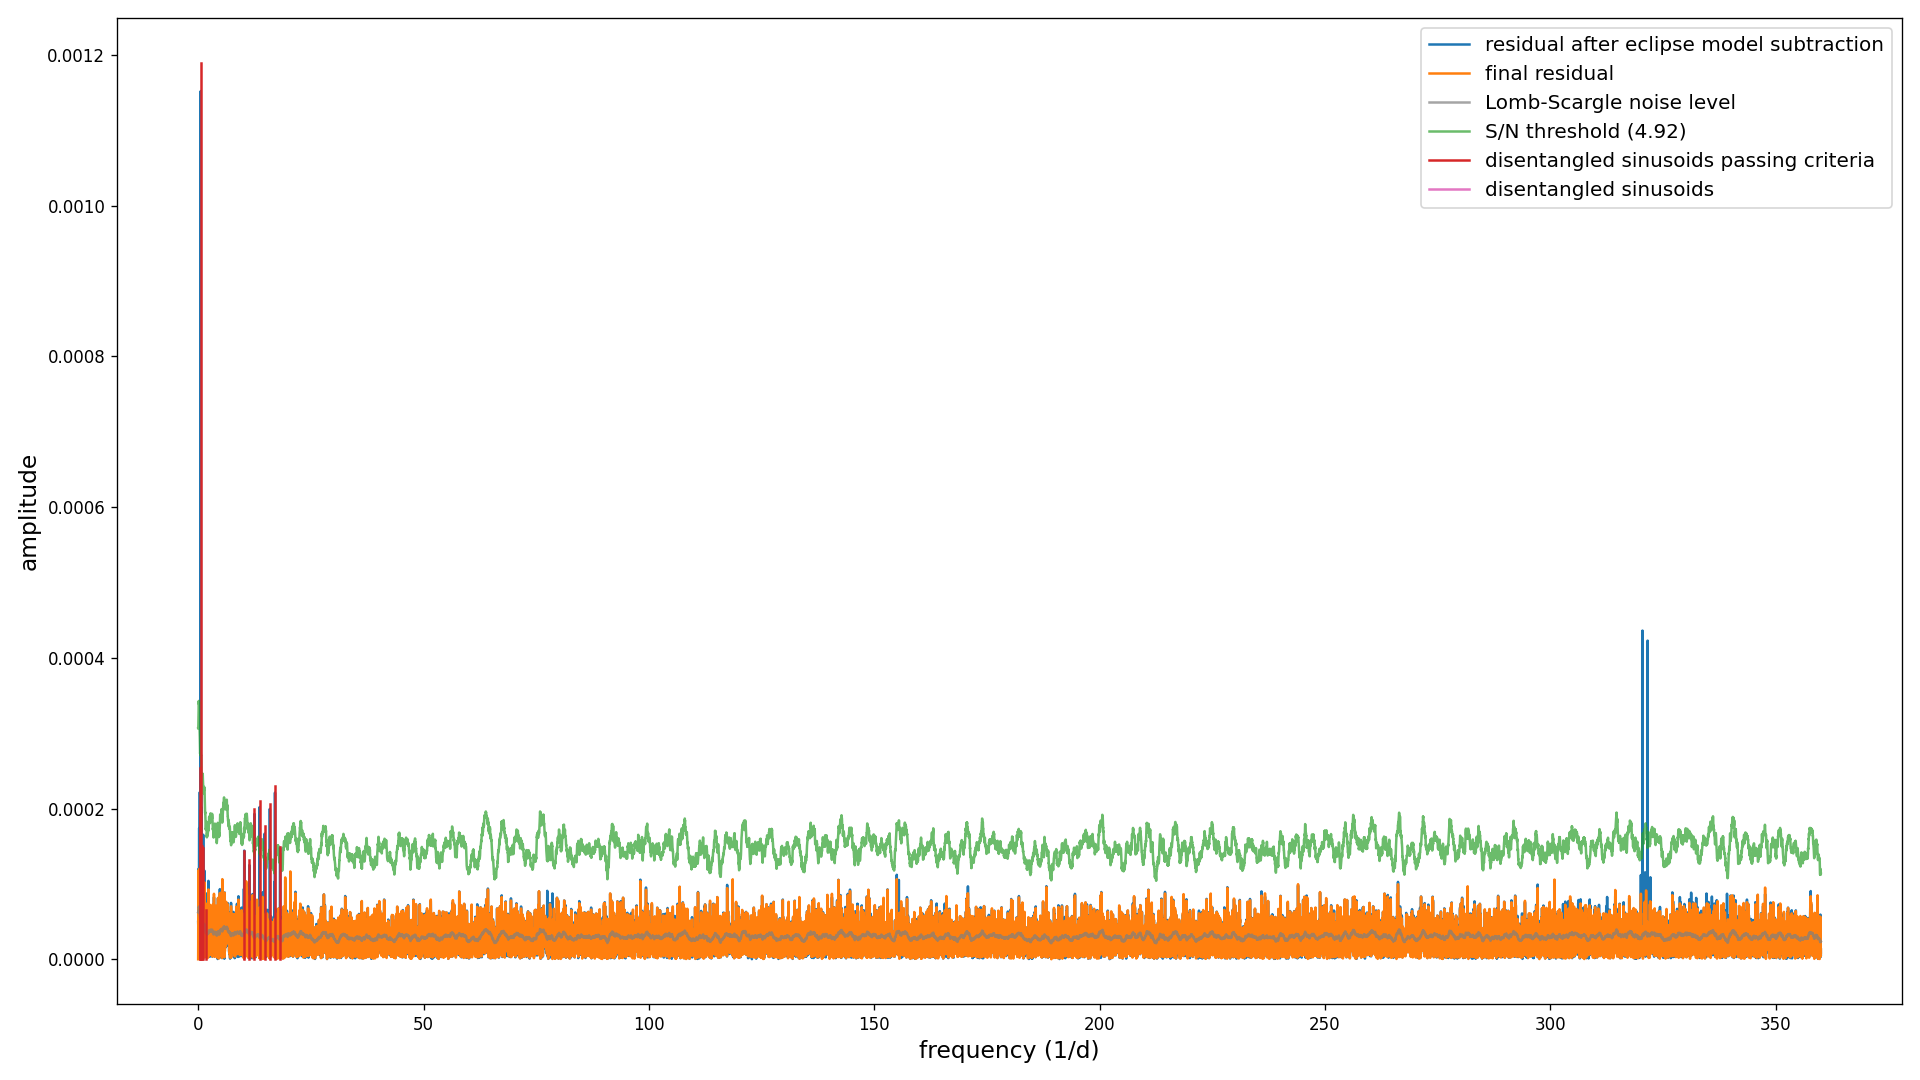 residual after eclipse model subtraction
final residual
Lomb-Scargle noise level
S/N threshold (4.92)
disentangled sinusoids passing criteria
disentangled sinusoids
0.0012
0.0010
0.0008
0.0006
0.0004
0.0002
0.0000
amplitude
0
50
100
150
200
250
300
350
frequency (1/d)